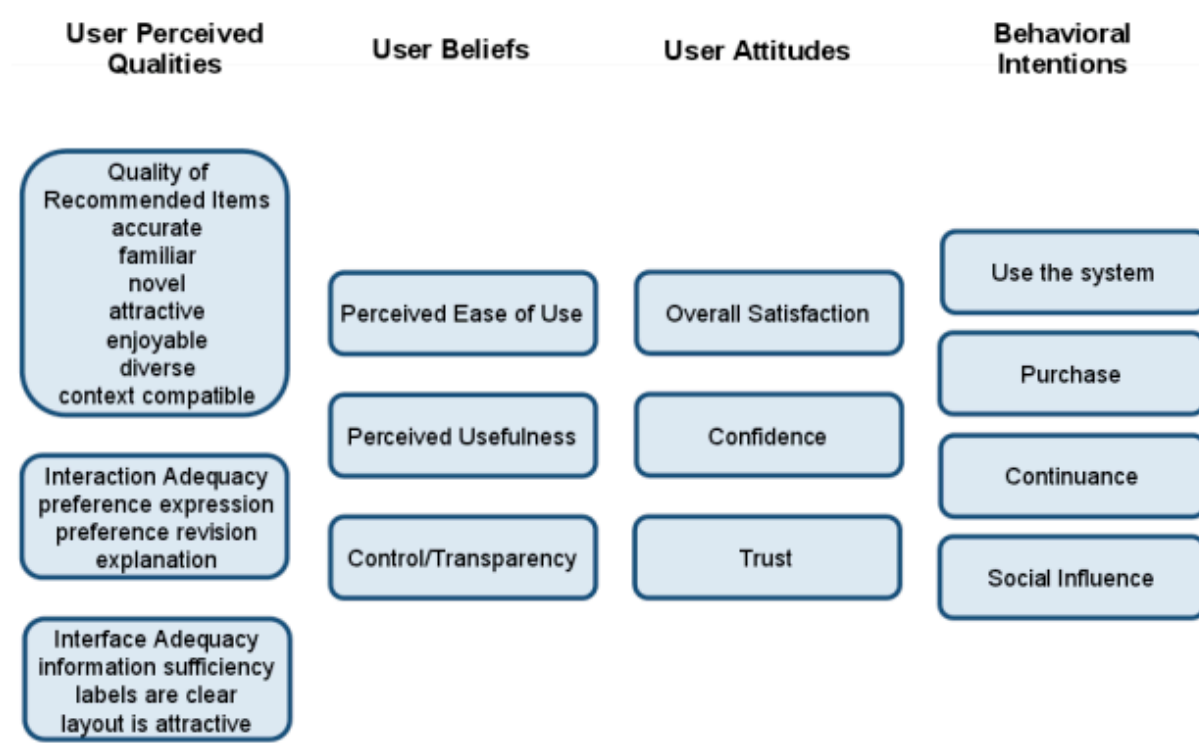 User Perceived
Qualities
User Beliefs
User Attitudes
Behavioral
Intentions
Quality of
Recommended Items
accurate
familiar
novel
attractive
enjoyable
diverse
context compatible
Interaction Adequacy
preference expression
preference revision
explanation
Interface Adequacy
information sufficiency
labels are clear
layout is attractive
Perceived Ease of Use
Perceived Usefulness
Control/Transparency
Overall Satisfaction
Confidence
Trust
Use the system
Purchase
Continuance
Social Influence